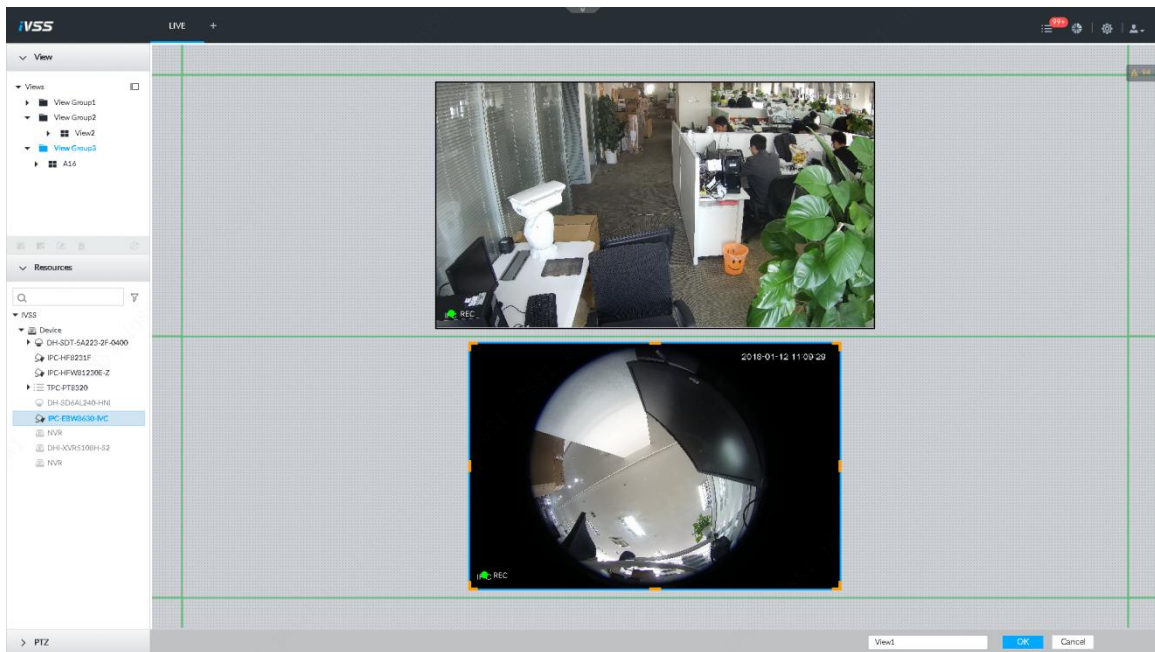 iVSS
LIVE
+
99+
View
Views
View Group1
View Group2
View2
View Group3
A16
Resources
IVSS
Device
DH-SDT-5A223-2F-0400
IPC-HF8231F
IPC-HFW81230E-Z
TPC-PT8320
DH-SD6AL240-HNI
IPC-EBW8630-IVC
NVR
DHI-XVR5108H-S2
NVR
REC
2018-01-12 11:09:29
REC
PTZ
View1
OK
Cancel